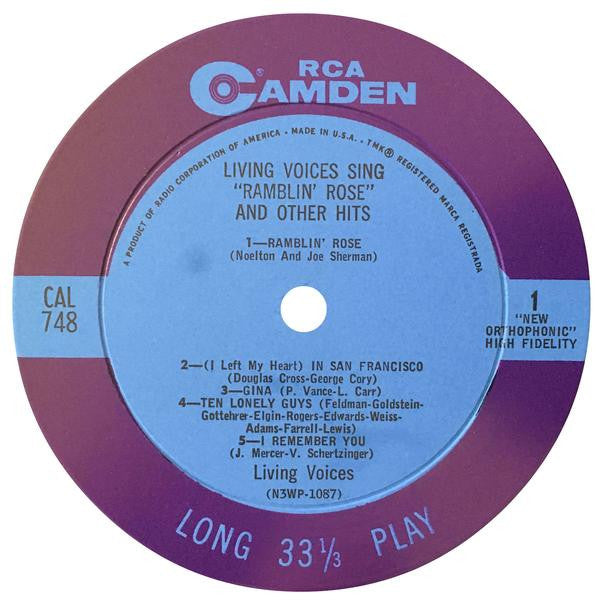 RCA
CAMDEN
®
A PRODUCT OF RADIO CORPORATION OF AMERICA • MADE IN U.S.A. • TMK® REGISTERED MARCA REGISTRADA
LIVING VOICES SING
"RAMBLIN' ROSE"
AND OTHER HITS
1—RAMBLIN' ROSE
(Noelton And Joe Sherman)
CAL
748
1
"NEW
ORTHOPHONIC"
HIGH FIDELITY
2—(I Left My Heart) IN SAN FRANCISCO
(Douglas Cross-George Cory)
3—GINA (P. Vance-L. Carr)
4—TEN LONELY GUYS (Feldman-Goldstein-
Gottehrer-Elgin-Rogers-Edwards-Weiss-
Adams-Farrell-Lewis)
5—I REMEMBER YOU
(J. Mercer-V. Schertzinger)
Living Voices
(N3WP-1087)
LONG 33⅓ PLAY